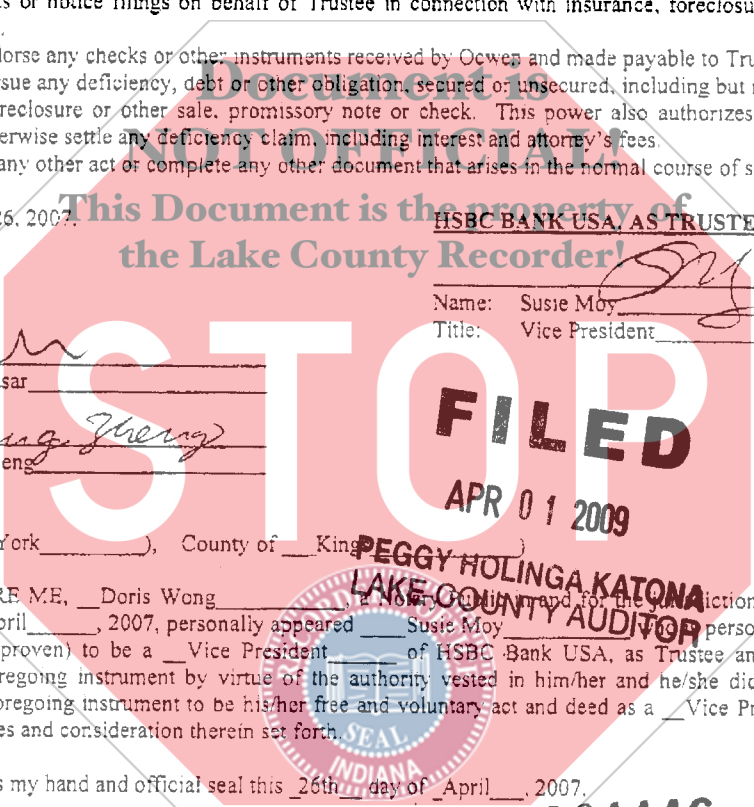 s or notice filings on behalf of Trustee in connection with insurance, foreclosu
lorse any checks or other instruments received by Ocwen and made payable to Tru
rsue any deficiency, debt or other obligation, secured or unsecured, including but
reclosure or other sale, promissory note or check. This power also authorizes
erwise settle any deficiency claim, including interest and attorney's fees.
any other act or complete any other document that arises in the normal course of s
Document is
NOT OFFICIAL!
This Document is the property of
the Lake County Recorder!
STOP
26, 2007.
HSBC BANK USA, AS TRUSTE
Name: Susie Moy
Title: Vice President
sar
ng Zheng
eng
FILED
APR 01 2009
PEGGY HOLINGA KATONA
LAKE COUNTY AUDITOR
York ), County of King )
RE ME, Doris Wong , a Notary Public in and for the jurisdiction
pril , 2007, personally appeared Susie Moy perso
proven) to be a Vice President of HSBC Bank USA, as Trustee an
regoing instrument by virtue of the authority vested in him/her and he/she did
oregoing instrument to be his/her free and voluntary act and deed as a Vice Pr
es and consideration therein set forth.
SEAL
INDIANA
s my hand and official seal this 26th day of April , 2007.